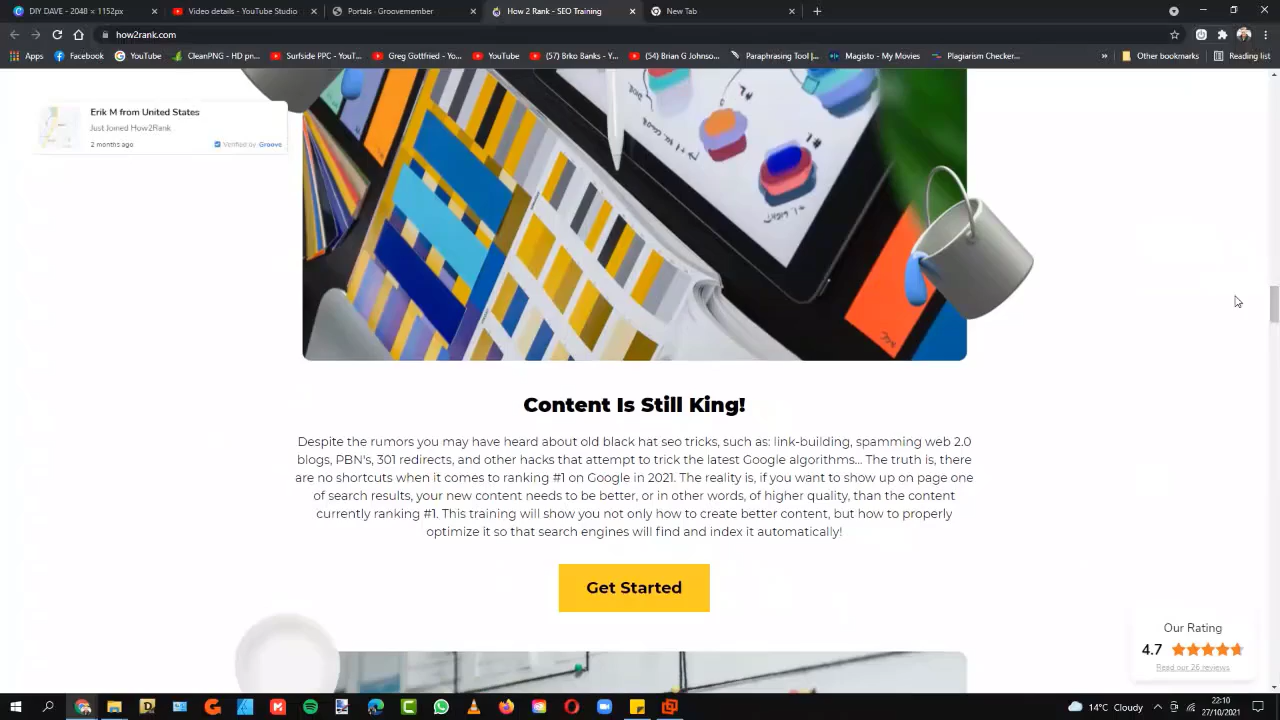 DIY DAVE - 2048 × 1152px
Video details - YouTube Studio
Portals - Groovemember
How 2 Rank - SEO Training
New Tab
how2rank.com
Apps
Facebook
YouTube
CleanPNG - HD pn...
Surfside PPC - YouT...
Greg Gottfried - Yo...
YouTube
(57) Brko Banks - Y...
(54) Brian G Johnso...
Paraphrasing Tool |...
Magisto - My Movies
Plagiarism Checker...
Other bookmarks
Reading list
Erik M from United States
Just Joined How2Rank
2 months ago
Verified by Groove
Content Is Still King!
Despite the rumors you may have heard about old black hat seo tricks, such as: link-building, spamming web 2.0
blogs, PBN's, 301 redirects, and other hacks that attempt to trick the latest Google algorithms... The truth is, there
are no shortcuts when it comes to ranking #1 on Google in 2021. The reality is, if you want to show up on page one
of search results, your new content needs to be better, or in other words, of higher quality, than the content
currently ranking #1. This training will show you not only how to create better content, but how to properly
optimize it so that search engines will find and index it automatically!
Get Started
Our Rating
4.7
Read our 26 reviews
14°C Cloudy
22:10
27/10/2021